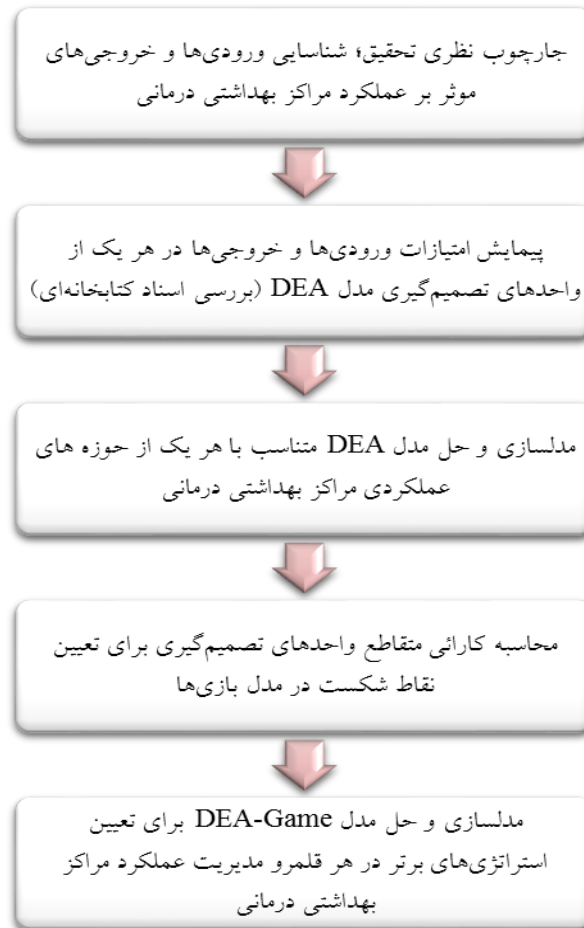 جارچوب نظری تحقیق؛ شناسایی ورودی‌ها و خروجی‌های
موثر بر عملکرد مراکز بهداشتی درمانی
پیمایش امتیازات ورودی‌ها و خروجی‌ها در هر یک از
واحدهای تصمیم‌گیری مدل DEA (بررسی اسناد کتابخانه‌ای)
مدلسازی و حل مدل DEA متناسب با هر یک از حوزه های
عملکردی مراکز بهداشتی درمانی
محاسبه کارائی متقاطع واحدهای تصمیم‌گیری برای تعیین
نقاط شکست در مدل بازی‌ها
مدلسازی و حل مدل DEA-Game برای تعیین
استراتژی‌های برتر در هر قلمرو مدیریت عملکرد مراکز
بهداشتی درمانی